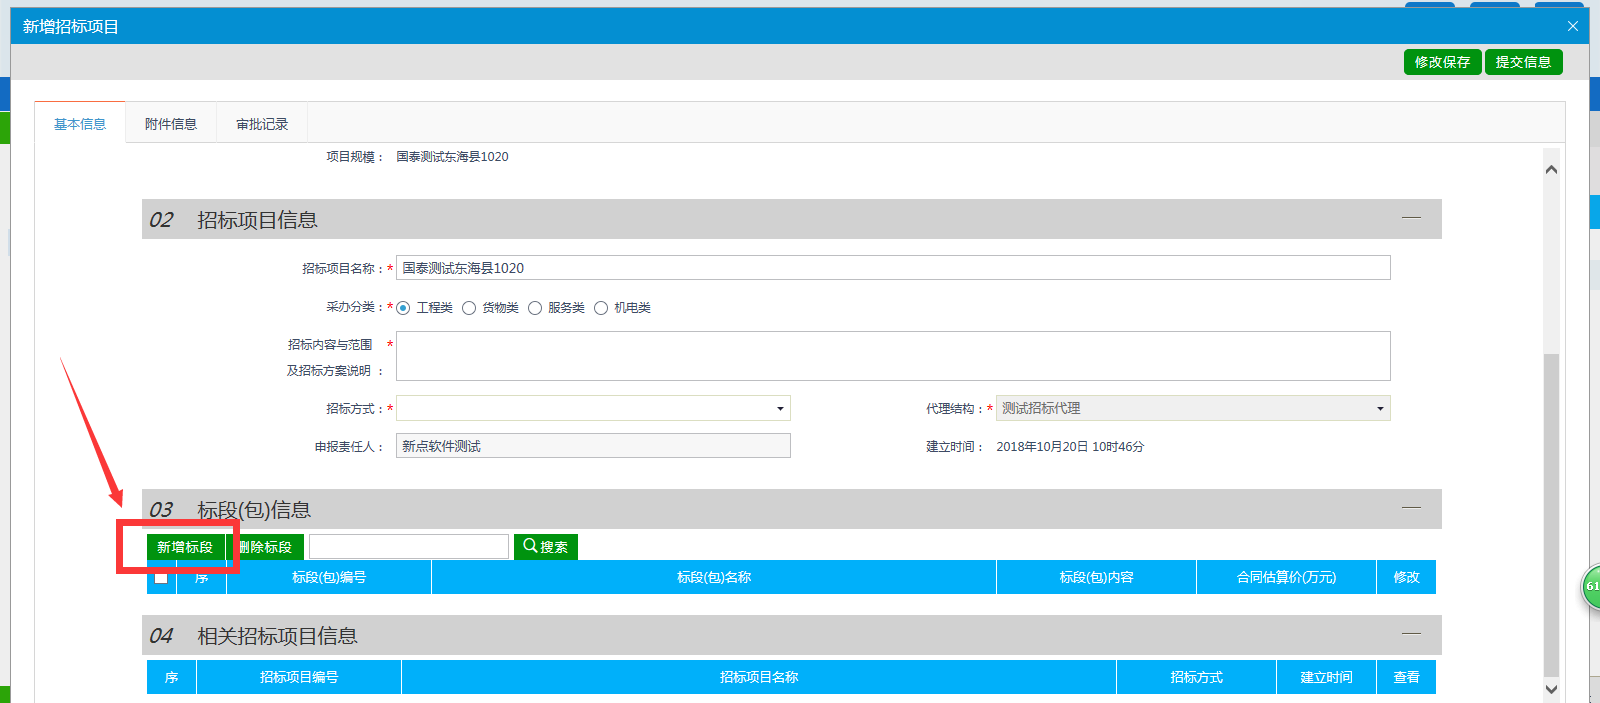 新增招标项目
修改保存 提交信息
基本信息 附件信息 审批记录
项目规模： 国泰测试东海县1020
02 招标项目信息
招标项目名称：* 国泰测试东海县1020
采办分类：* 工程类 货物类 服务类 机电类
招标内容与范围 *
及招标方案说明 ：
招标方式：* 代理结构：* 测试招标代理
申报责任人： 新点软件测试 建立时间： 2018年10月20日 10时46分
03 标段(包)信息
新增标段 删除标段 搜索
序 标段(包)编号 标段(包)名称 标段(包)内容 合同估算价(万元) 修改
61
04 相关招标项目信息
序 招标项目编号 招标项目名称 招标方式 建立时间 查看